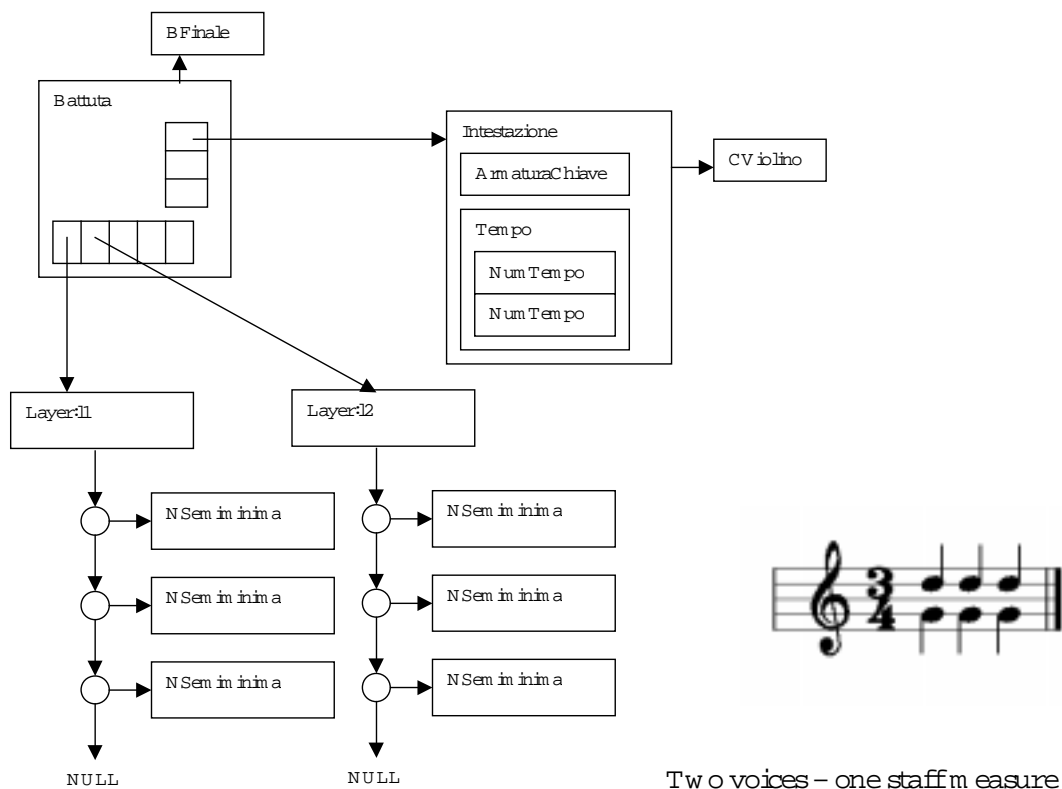 BFinale
Battuta
Intestazione
ArmaturaChiave
CViolino
Tempo
NumTempo
NumTempo
Layer:l1
Layer:l2
NSemiminima
NSemiminima
NSemiminima
NSemiminima
NSemiminima
NSemiminima
3
4
NULL
NULL
Two voices – one staff measure